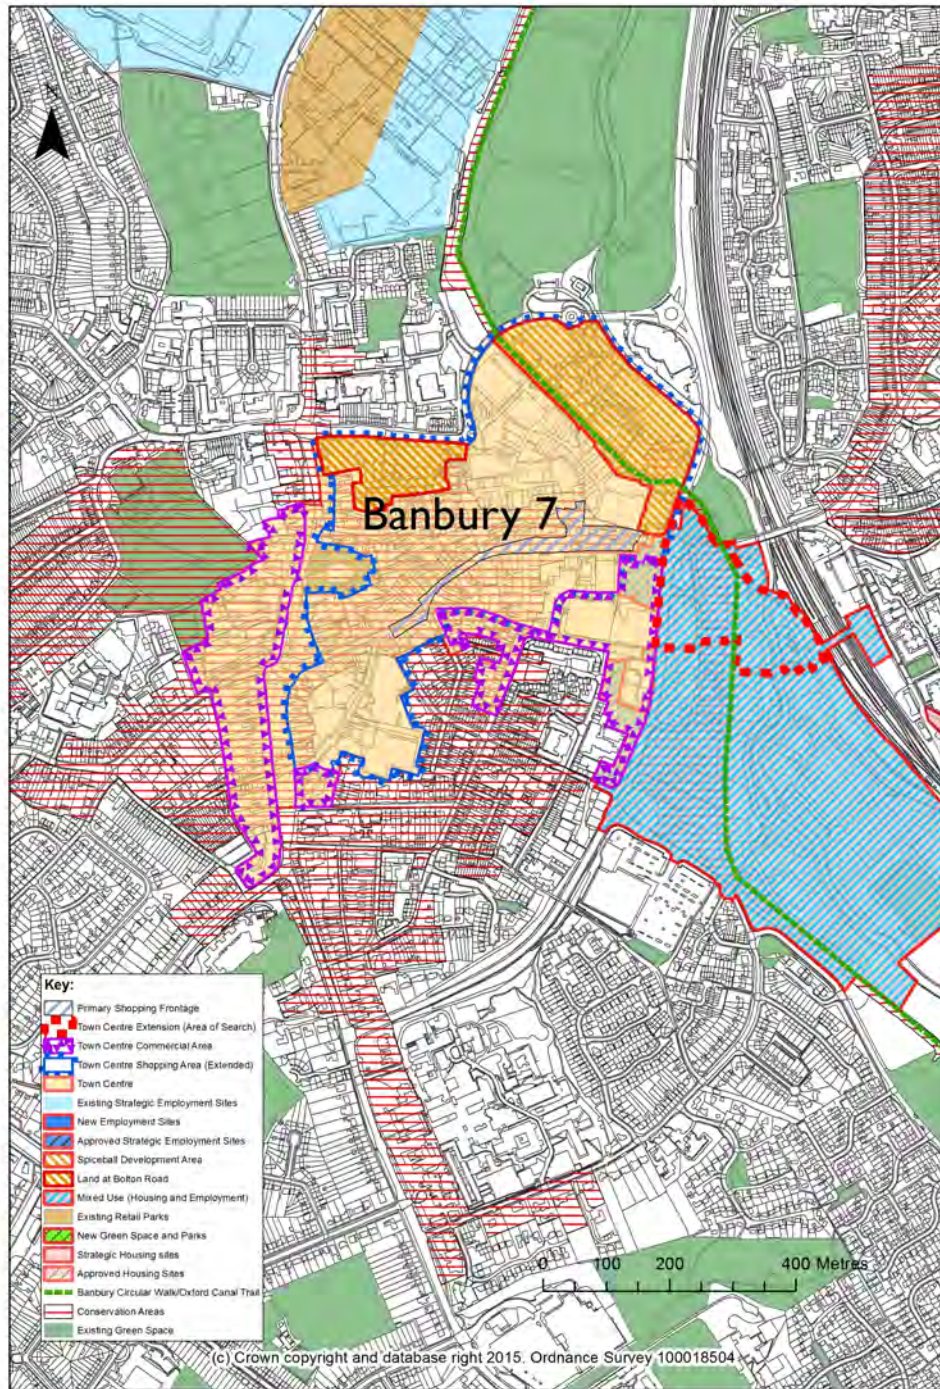 N
Banbury 7
Key:
Primary Shopping Frontage
Town Centre Extension (Area of Search)
Town Centre Commercial Area
Town Centre Shopping Area (Extended)
Town Centre
Existing Strategic Employment Sites
New Employment Sites
Approved Strategic Employment Sites
Spiceball Development Area
Land at Bolton Road
Mixed Use (Housing and Employment)
Existing Retail Parks
New Green Space and Parks
Strategic Housing sites
Approved Housing Sites
Banbury Circular Walk/Oxford Canal Trail
Conservation Areas
Existing Green Space
0 100 200 400 Metres
(c) Crown copyright and database right 2015. Ordnance Survey 100018504